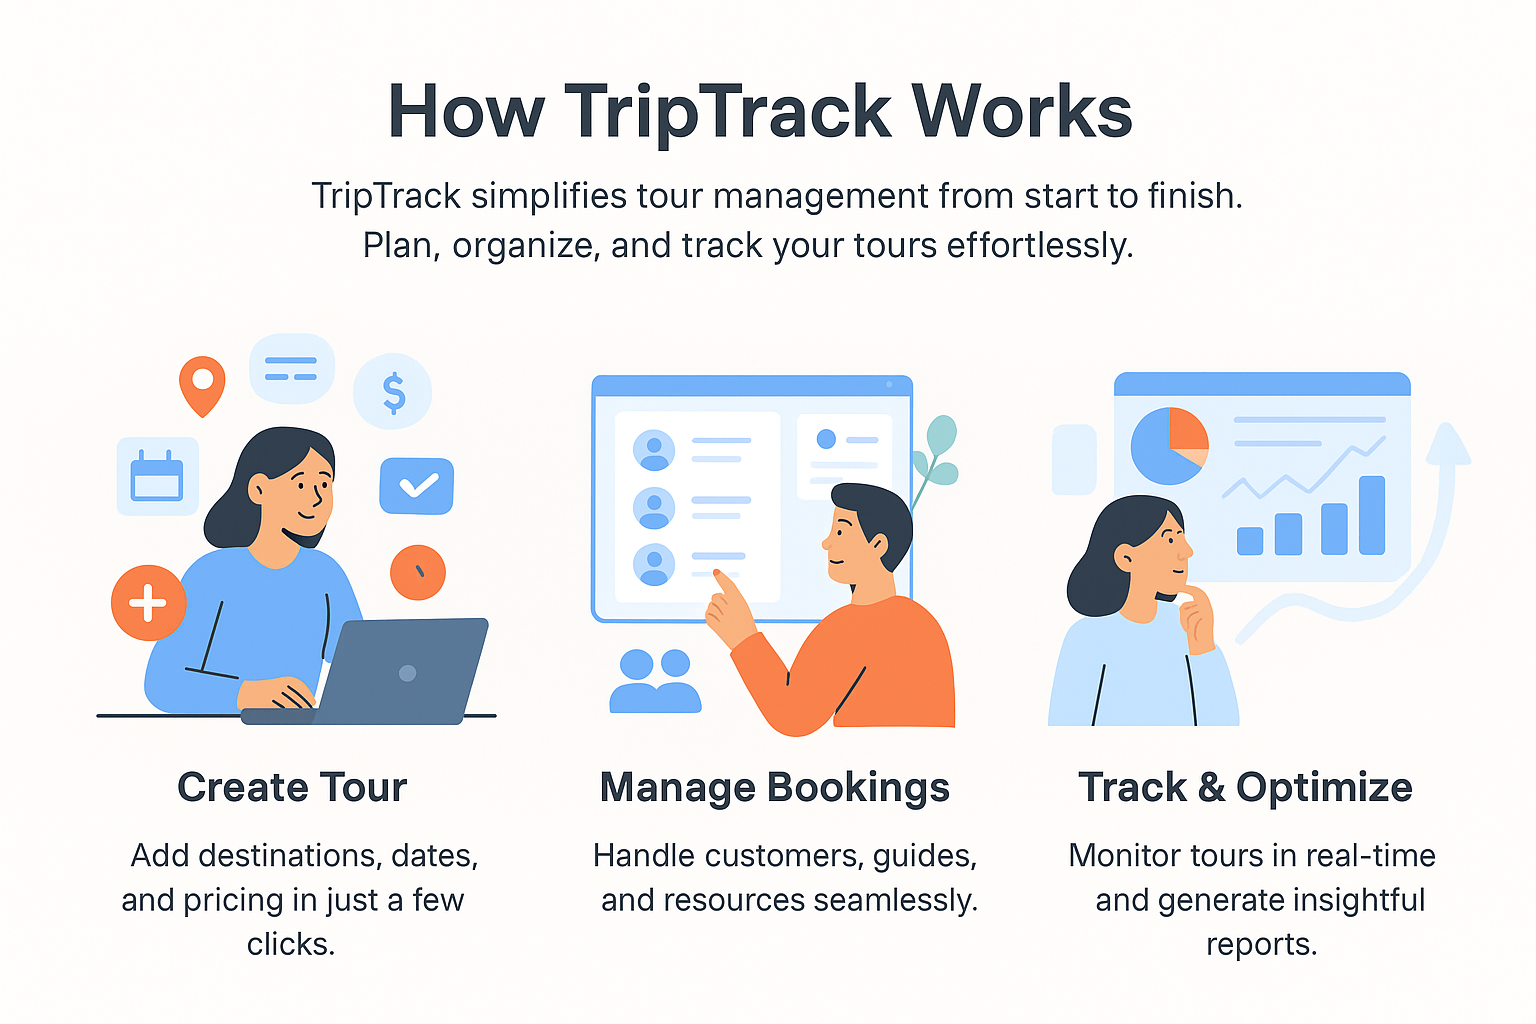 How TripTrack Works
TripTrack simplifies tour management from start to finish.
Plan, organize, and track your tours effortlessly.
$
Create Tour
Add destinations, dates,
and pricing in just a few
clicks.
Manage Bookings
Handle customers, guides,
and resources seamlessly.
Track & Optimize
Monitor tours in real-time
and generate insightful
reports.